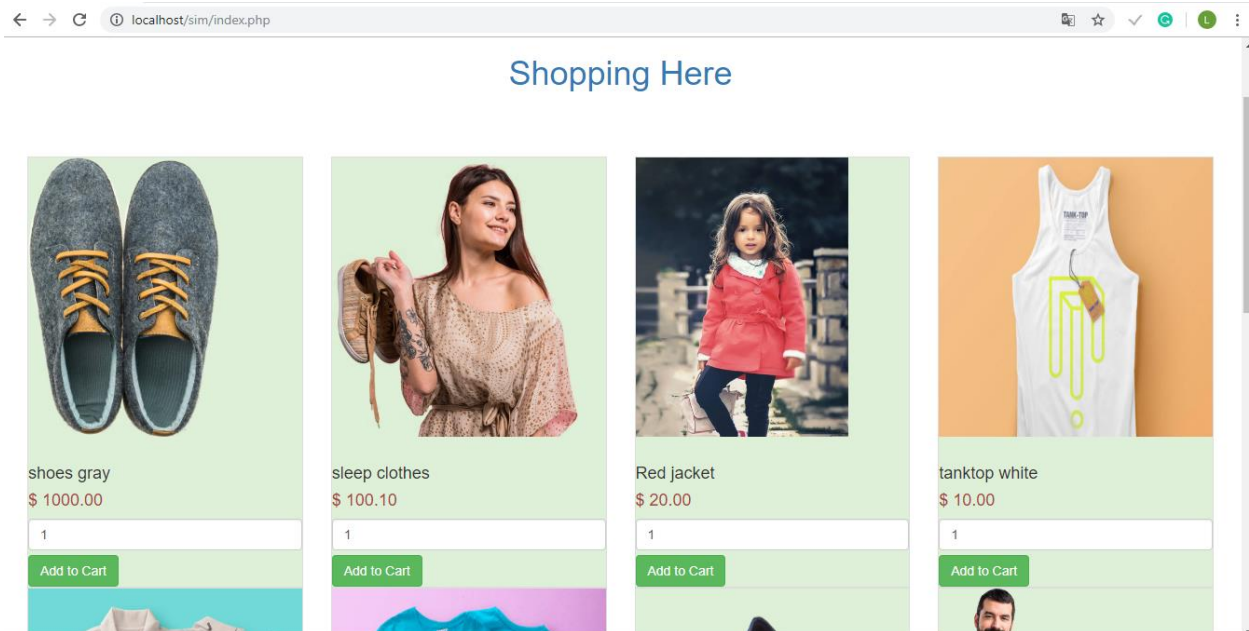 localhost/sim/index.php
L
Shopping Here
TANK-TOP
shoes gray
$ 1000.00
1
Add to Cart
sleep clothes
$ 100.10
1
Add to Cart
Red jacket
$ 20.00
1
Add to Cart
tanktop white
$ 10.00
1
Add to Cart